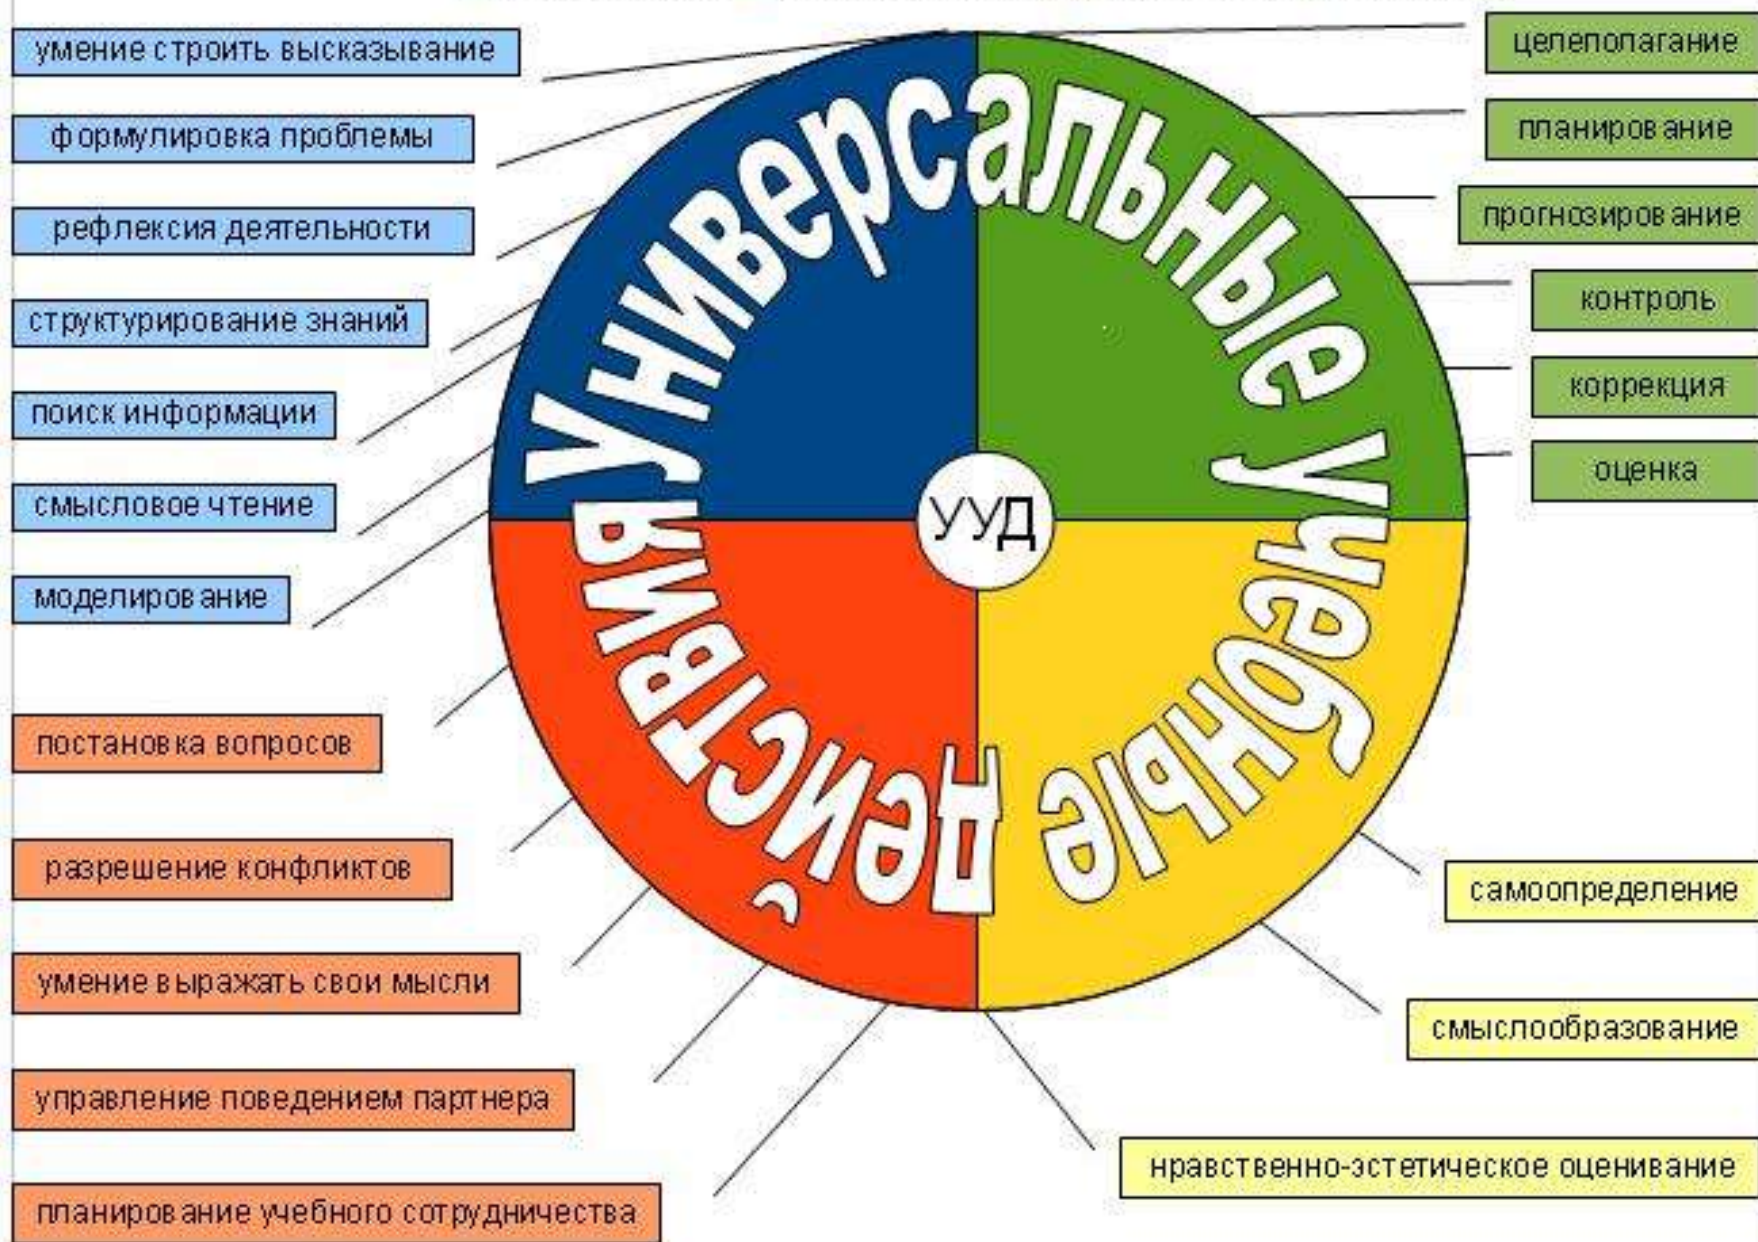 умение строить высказывание
формулировка проблемы
рефлексия деятельности
структурирование знаний
поиск информации
смысловое чтение
моделирование
постановка вопросов
разрешение конфликтов
умение выражать свои мысли
управление поведением партнера
планирование учебного сотрудничества
Универсальные учебные действия
УУД
целеполагание
планирование
прогнозирование
контроль
коррекция
оценка
самоопределение
смыслообразование
нравственно-эстетическое оценивание